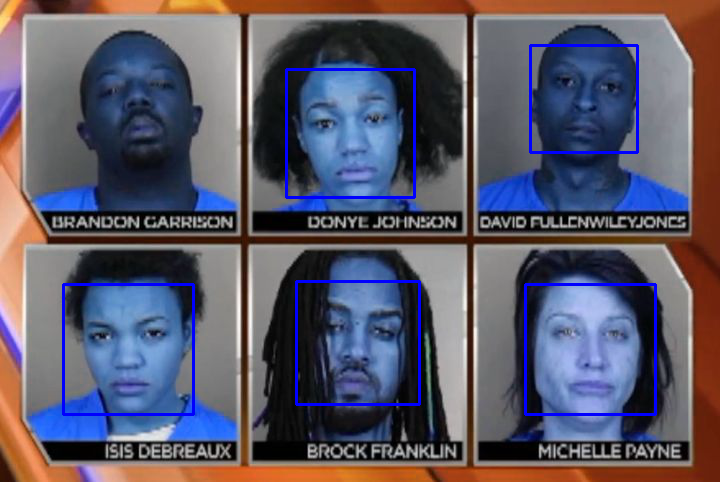 BRANDON GARRISON
DONYE JOHNSON
DAVID FULLENWILEYJONES
ISIS DEBREAUX
BROCK FRANKLIN
MICHELLE PAYNE